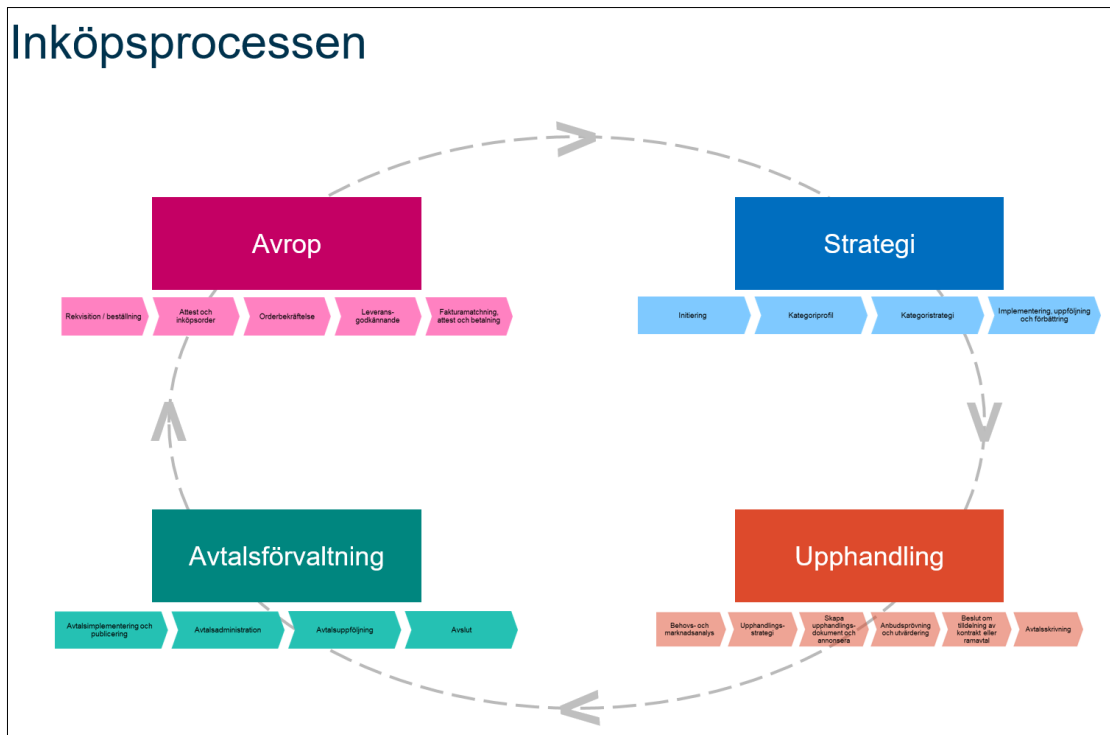 Inköpsprocessen
Avrop
Rekvisition / beställning
Attest och
inköpsorder
Orderbekräftelse
Leverans-
godkännande
Fakturamatchning,
attest och betalning
Strategi
Initiering
Kategoriprofil
Kategoristrategi
Implementering, uppföljning
och förbättring
Avtalsförvaltning
Avtalsimplementering och
publicering
Avtalsadministration
Avtalsuppföljning
Avslut
Upphandling
Behovs- och
marknadsanalys
Upphandlings-
strategi
Skapa
upphandlings-
dokument och
annonsera
Anbudsprövning
och utvärdering
Beslut om
tilldelning av
kontrakt eller
ramavtal
Avtalsskrivning